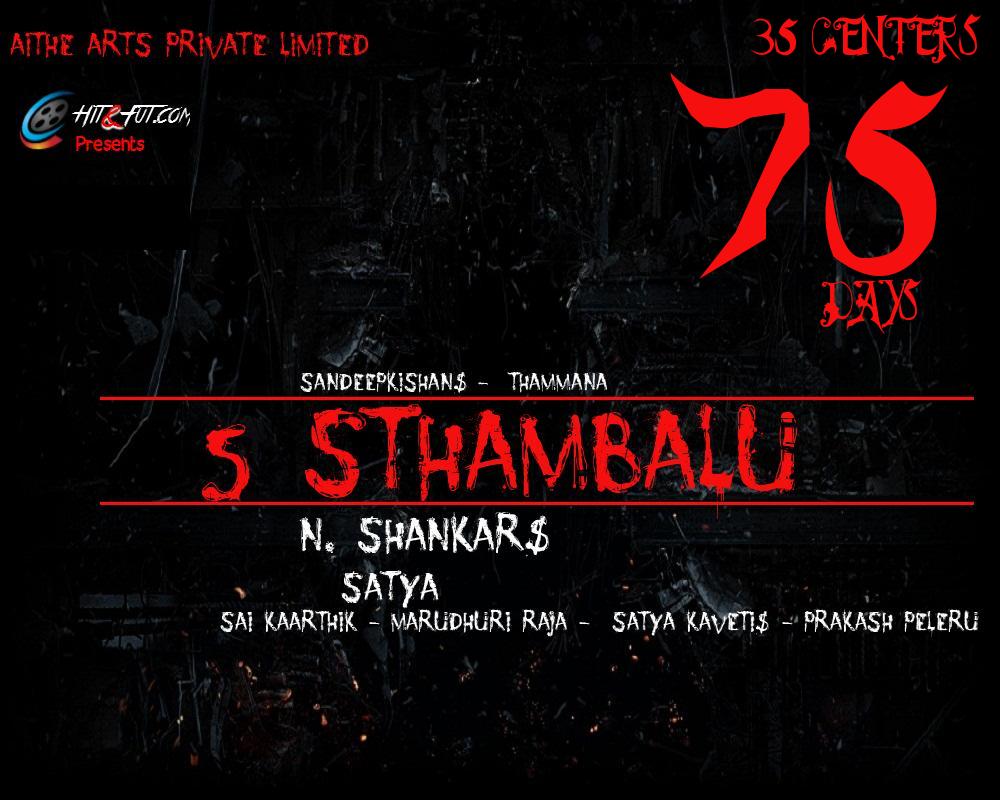 AITHE ARTS PRIVATE LIMITED
HIT&FUT.COM
Presents
35 CENTERS
75
DAYS
SANDEEPKISHAN$ - THAMMANA
5 STHAMBALU
N. SHANKAR$
SATYA
SAI KAARTHIK - MARUDHURI RAJA - SATYA KAVETI$ - PRAKASH PELERU